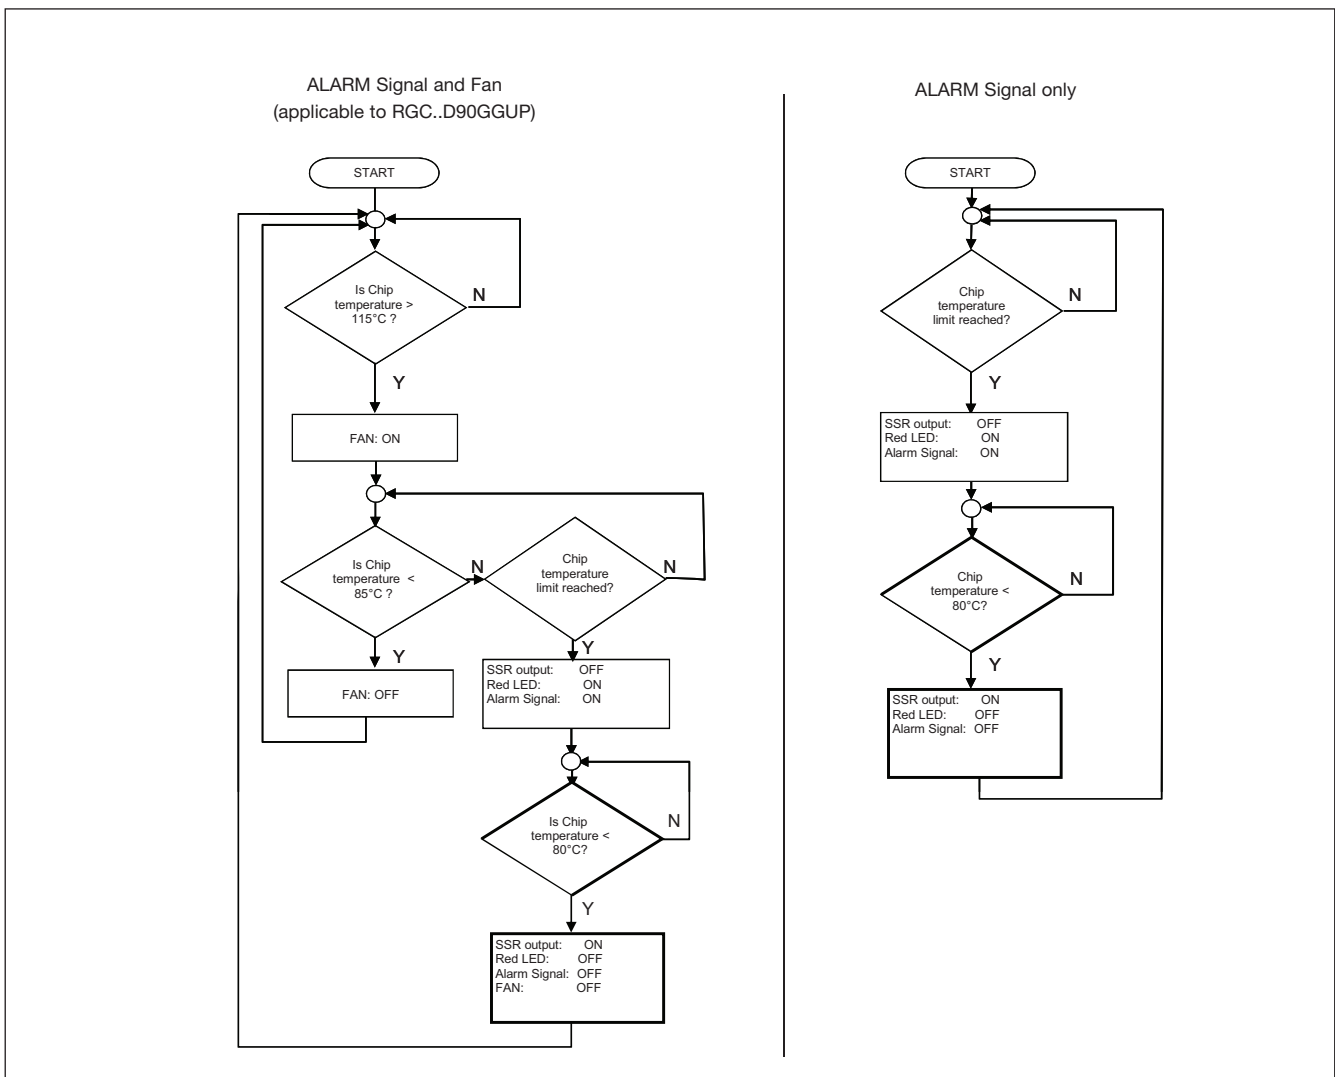 ALARM Signal and Fan
(applicable to RGC..D90GGUP)
START
Is Chip
temperature >
115°C ?
N
Y
FAN: ON
Is Chip
temperature <
85°C ?
N
Y
FAN: OFF
Chip
temperature
limit reached?
N
Y
SSR output: OFF
Red LED: ON
Alarm Signal: ON
Is Chip
temperature <
80°C?
N
Y
SSR output: ON
Red LED: OFF
Alarm Signal: OFF
FAN: OFF
ALARM Signal only
START
Chip
temperature
limit reached?
N
Y
SSR output: OFF
Red LED: ON
Alarm Signal: ON
Chip
temperature <
80°C?
N
Y
SSR output: ON
Red LED: OFF
Alarm Signal: OFF